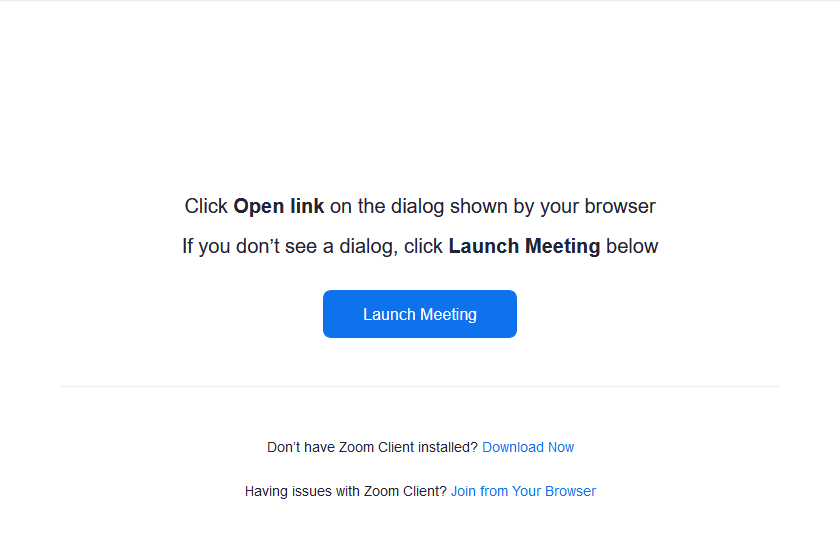 Click Open link on the dialog shown by your browser
If you don’t see a dialog, click Launch Meeting below
Launch Meeting
Don’t have Zoom Client installed? Download Now
Having issues with Zoom Client? Join from Your Browser